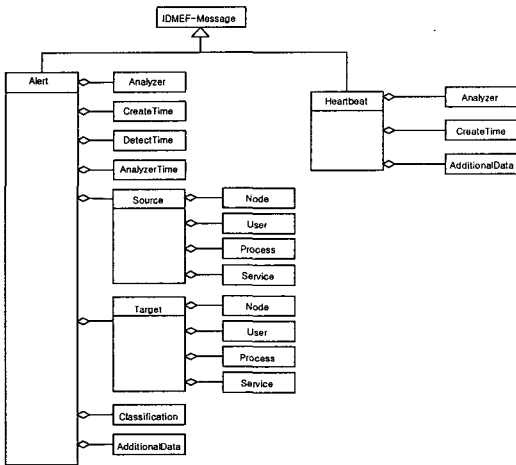 IDMEF-Message
Alert
Analyzer
CreateTime
DetectTime
AnalyzerTime
Source
Node
User
Process
Service
Target
Node
User
Process
Service
Classification
AdditionalData
Heartbeat
Analyzer
CreateTime
AdditionalData